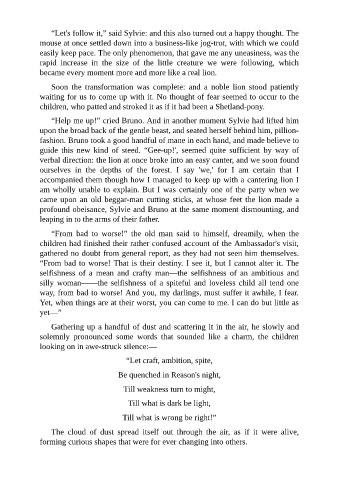 “Let's follow it,” said Sylvie: and this also turned out a happy thought. The
mouse at once settled down into a business-like jog-trot, with which we could
easily keep pace. The only phenomenon, that gave me any uneasiness, was the
rapid increase in the size of the little creature we were following, which
became every moment more and more like a real lion.
Soon the transformation was complete: and a noble lion stood patiently
waiting for us to come up with it. No thought of fear seemed to occur to the
children, who patted and stroked it as if it had been a Shetland-pony.
“Help me up!” cried Bruno. And in another moment Sylvie had lifted him
upon the broad back of the gentle beast, and seated herself behind him, pillion-
fashion. Bruno took a good handful of mane in each hand, and made believe to
guide this new kind of steed. “Gee-up!', seemed quite sufficient by way of
verbal direction: the lion at once broke into an easy canter, and we soon found
ourselves in the depths of the forest. I say 'we,' for I am certain that I
accompanied them though how I managed to keep up with a cantering lion I
am wholly unable to explain. But I was certainly one of the party when we
came upon an old beggar-man cutting sticks, at whose feet the lion made a
profound obeisance, Sylvie and Bruno at the same moment dismounting, and
leaping in to the arms of their father.
“From bad to worse!” the old man said to himself, dreamily, when the
children had finished their rather confused account of the Ambassador's visit,
gathered no doubt from general report, as they had not seen him themselves.
“From bad to worse! That is their destiny. I see it, but I cannot alter it. The
selfishness of a mean and crafty man—the selfishness of an ambitious and
silly woman——the selfishness of a spiteful and loveless child all tend one
way, from bad to worse! And you, my darlings, must suffer it awhile, I fear.
Yet, when things are at their worst, you can come to me. I can do but little as
yet—”
Gathering up a handful of dust and scattering it in the air, he slowly and
solemnly pronounced some words that sounded like a charm, the children
looking on in awe-struck silence:—
“Let craft, ambition, spite,
Be quenched in Reason's night,
Till weakness turn to might,
Till what is dark be light,
Till what is wrong be right!”
The cloud of dust spread itself out through the air, as if it were alive,
forming curious shapes that were for ever changing into others.